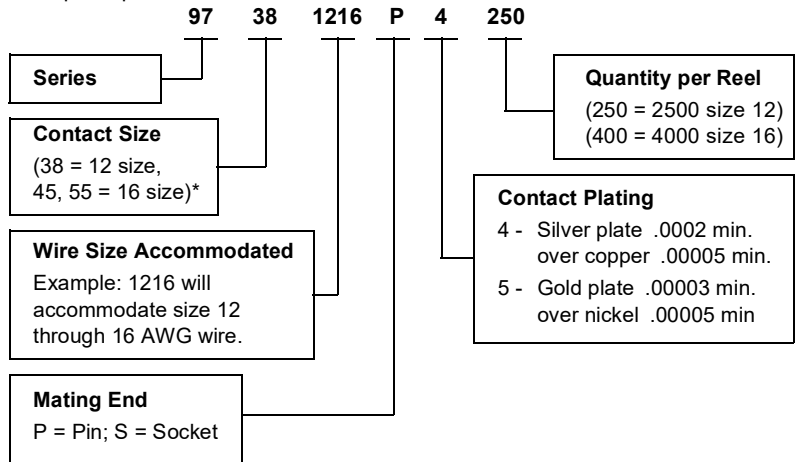 97 38 1216 P 4 250
Series
Contact Size
(38 = 12 size,
45, 55 = 16 size)*
Wire Size Accommodated
Example: 1216 will
accommodate size 12
through 16 AWG wire.
Mating End
P = Pin; S = Socket
Quantity per Reel
(250 = 2500 size 12)
(400 = 4000 size 16)
Contact Plating
4 - Silver plate .0002 min.
over copper .00005 min.
5 - Gold plate .00003 min.
over nickel .00005 min